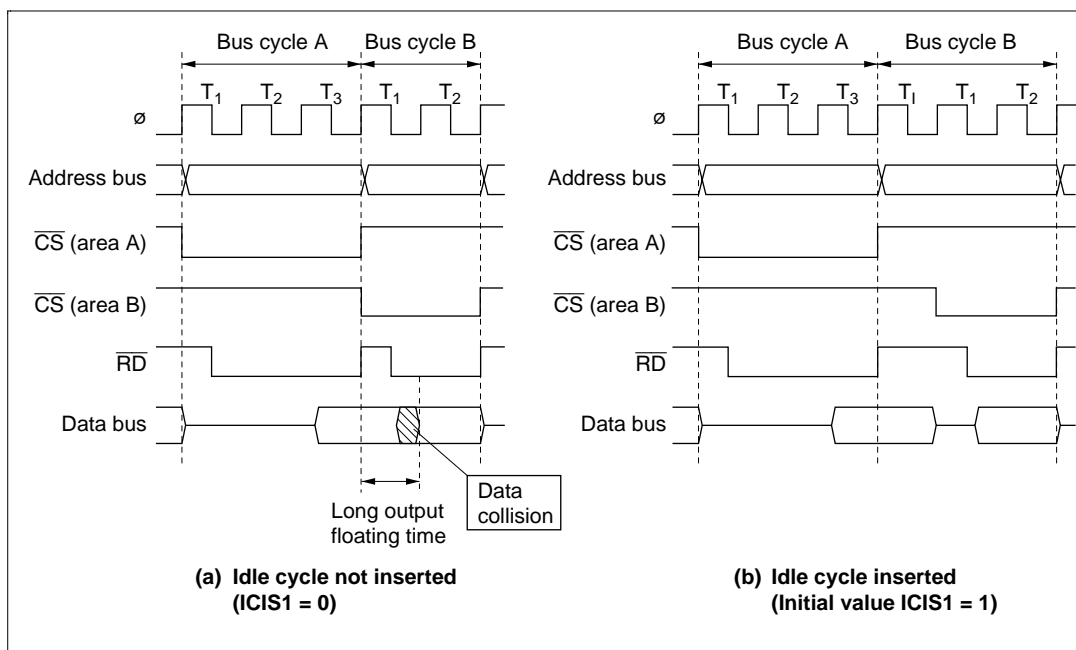 Bus cycle A
Bus cycle B
T1
T2
T3
T1
T2
ø
Address bus
CS (area A)
CS (area B)
RD
Data bus
Long output
floating time
Data
collision
(a) Idle cycle not inserted
(ICIS1 = 0)
Bus cycle A
Bus cycle B
T1
T2
T3
TI
T1
T2
ø
Address bus
CS (area A)
CS (area B)
RD
Data bus
(b) Idle cycle inserted
(Initial value ICIS1 = 1)